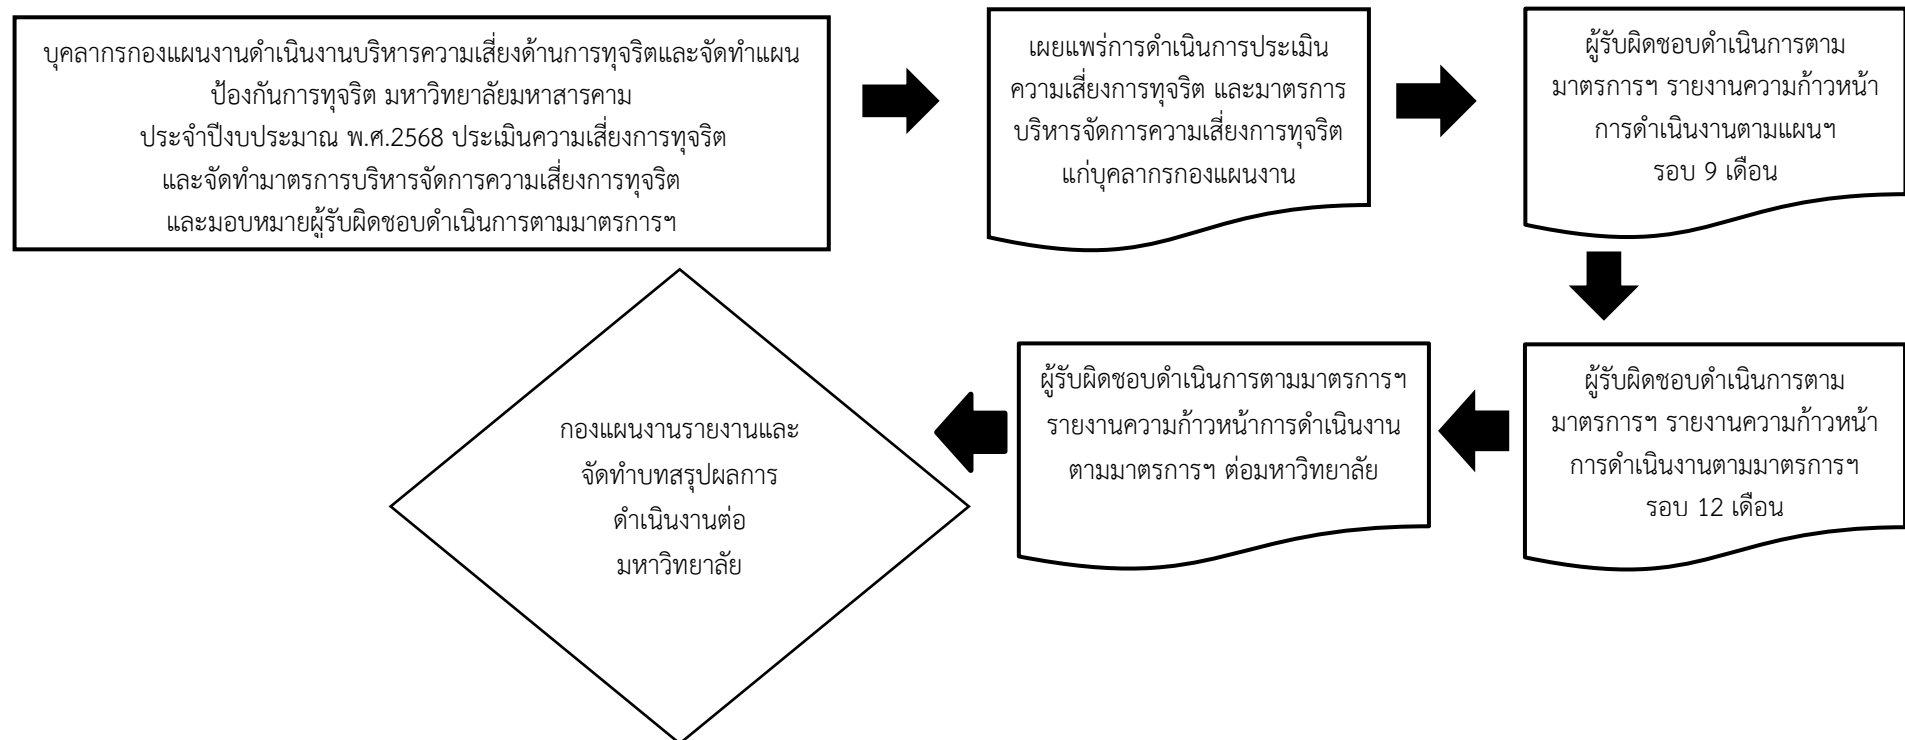 บุคลากรกองแผนงานดำเนินงานบริหารความเสี่ยงด้านการทุจริตและจัดทำแผน
ป้องกันการทุจริต มหาวิทยาลัยมหาสารคาม
ประจำปีงบประมาณ พ.ศ.2568 ประเมินความเสี่ยงการทุจริต
และจัดทำมาตรการบริหารจัดการความเสี่ยงการทุจริต
และมอบหมายผู้รับผิดชอบดำเนินการตามมาตรการฯ
เผยแพร่การดำเนินการประเมิน
ความเสี่ยงการทุจริต และมาตรการ
บริหารจัดการความเสี่ยงการทุจริต
แก่บุคลากรกองแผนงาน
ผู้รับผิดชอบดำเนินการตาม
มาตรการฯ รายงานความก้าวหน้า
การดำเนินงานตามแผนฯ
รอบ 9 เดือน
ผู้รับผิดชอบดำเนินการตาม
มาตรการฯ รายงานความก้าวหน้า
การดำเนินงานตามมาตรการฯ
รอบ 12 เดือน
ผู้รับผิดชอบดำเนินการตามมาตรการฯ
รายงานความก้าวหน้าการดำเนินงาน
ตามมาตรการฯ ต่อมหาวิทยาลัย
กองแผนงานรายงานและ
จัดทำบทสรุปผลการ
ดำเนินงานต่อ
มหาวิทยาลัย